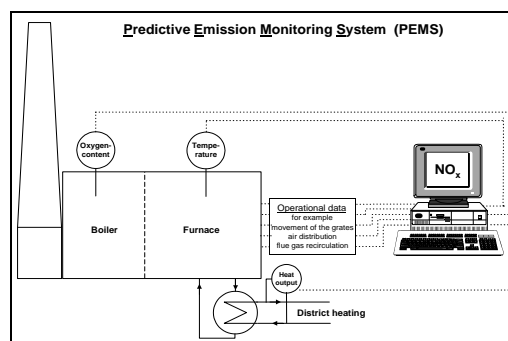 Predictive Emission Monitoring System (PEMS)
Oxygen-
content
Tempe-
rature
NOx
Operational data
for example
movement of the grates
air distribution
flue gas recirculation
Boiler
Furnace
Heat
output
District heating